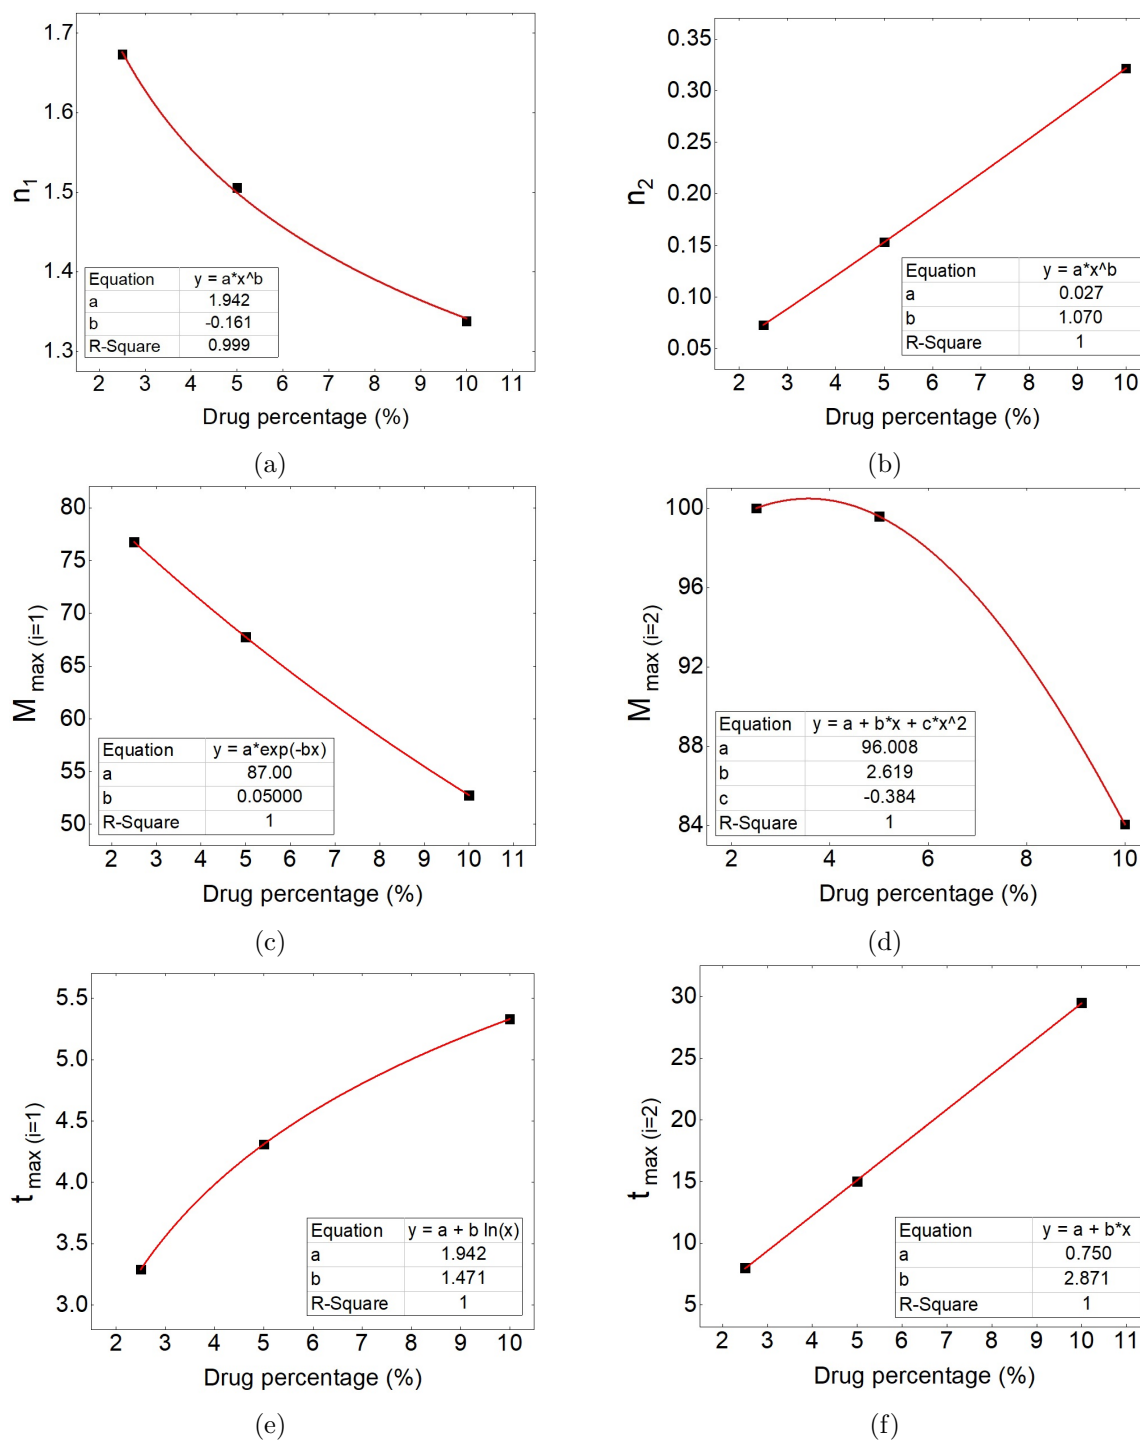 1.7
1.6
1.5
1.4
1.3
n1
Equation y = a*x^b
a 1.942
b -0.161
R-Square 0.999
2 3 4 5 6 7 8 9 10 11
Drug percentage (%)
(a)
0.35
0.30
0.25
0.20
0.15
0.10
0.05
n2
Equation y = a*x^b
a 0.027
b 1.070
R-Square 1
2 3 4 5 6 7 8 9 10
Drug percentage (%)
(b)
80
75
70
65
60
55
50
M max (i=1)
Equation y = a*exp(-bx)
a 87.00
b 0.05000
R-Square 1
2 3 4 5 6 7 8 9 10 11
Drug percentage (%)
(c)
100
96
92
88
84
M max (i=2)
Equation y = a + b*x + c*x^2
a 96.008
b 2.619
c -0.384
R-Square 1
2 4 6 8 10
Drug percentage (%)
(d)
5.5
5.0
4.5
4.0
3.5
3.0
t max (i=1)
Equation y = a + b ln(x)
a 1.942
b 1.471
R-Square 1
2 3 4 5 6 7 8 9 10
Drug percentage (%)
(e)
30
25
20
15
10
5
t max (i=2)
Equation y = a + b*x
a 0.750
b 2.871
R-Square 1
2 3 4 5 6 7 8 9 10 11
Drug percentage (%)
(f)